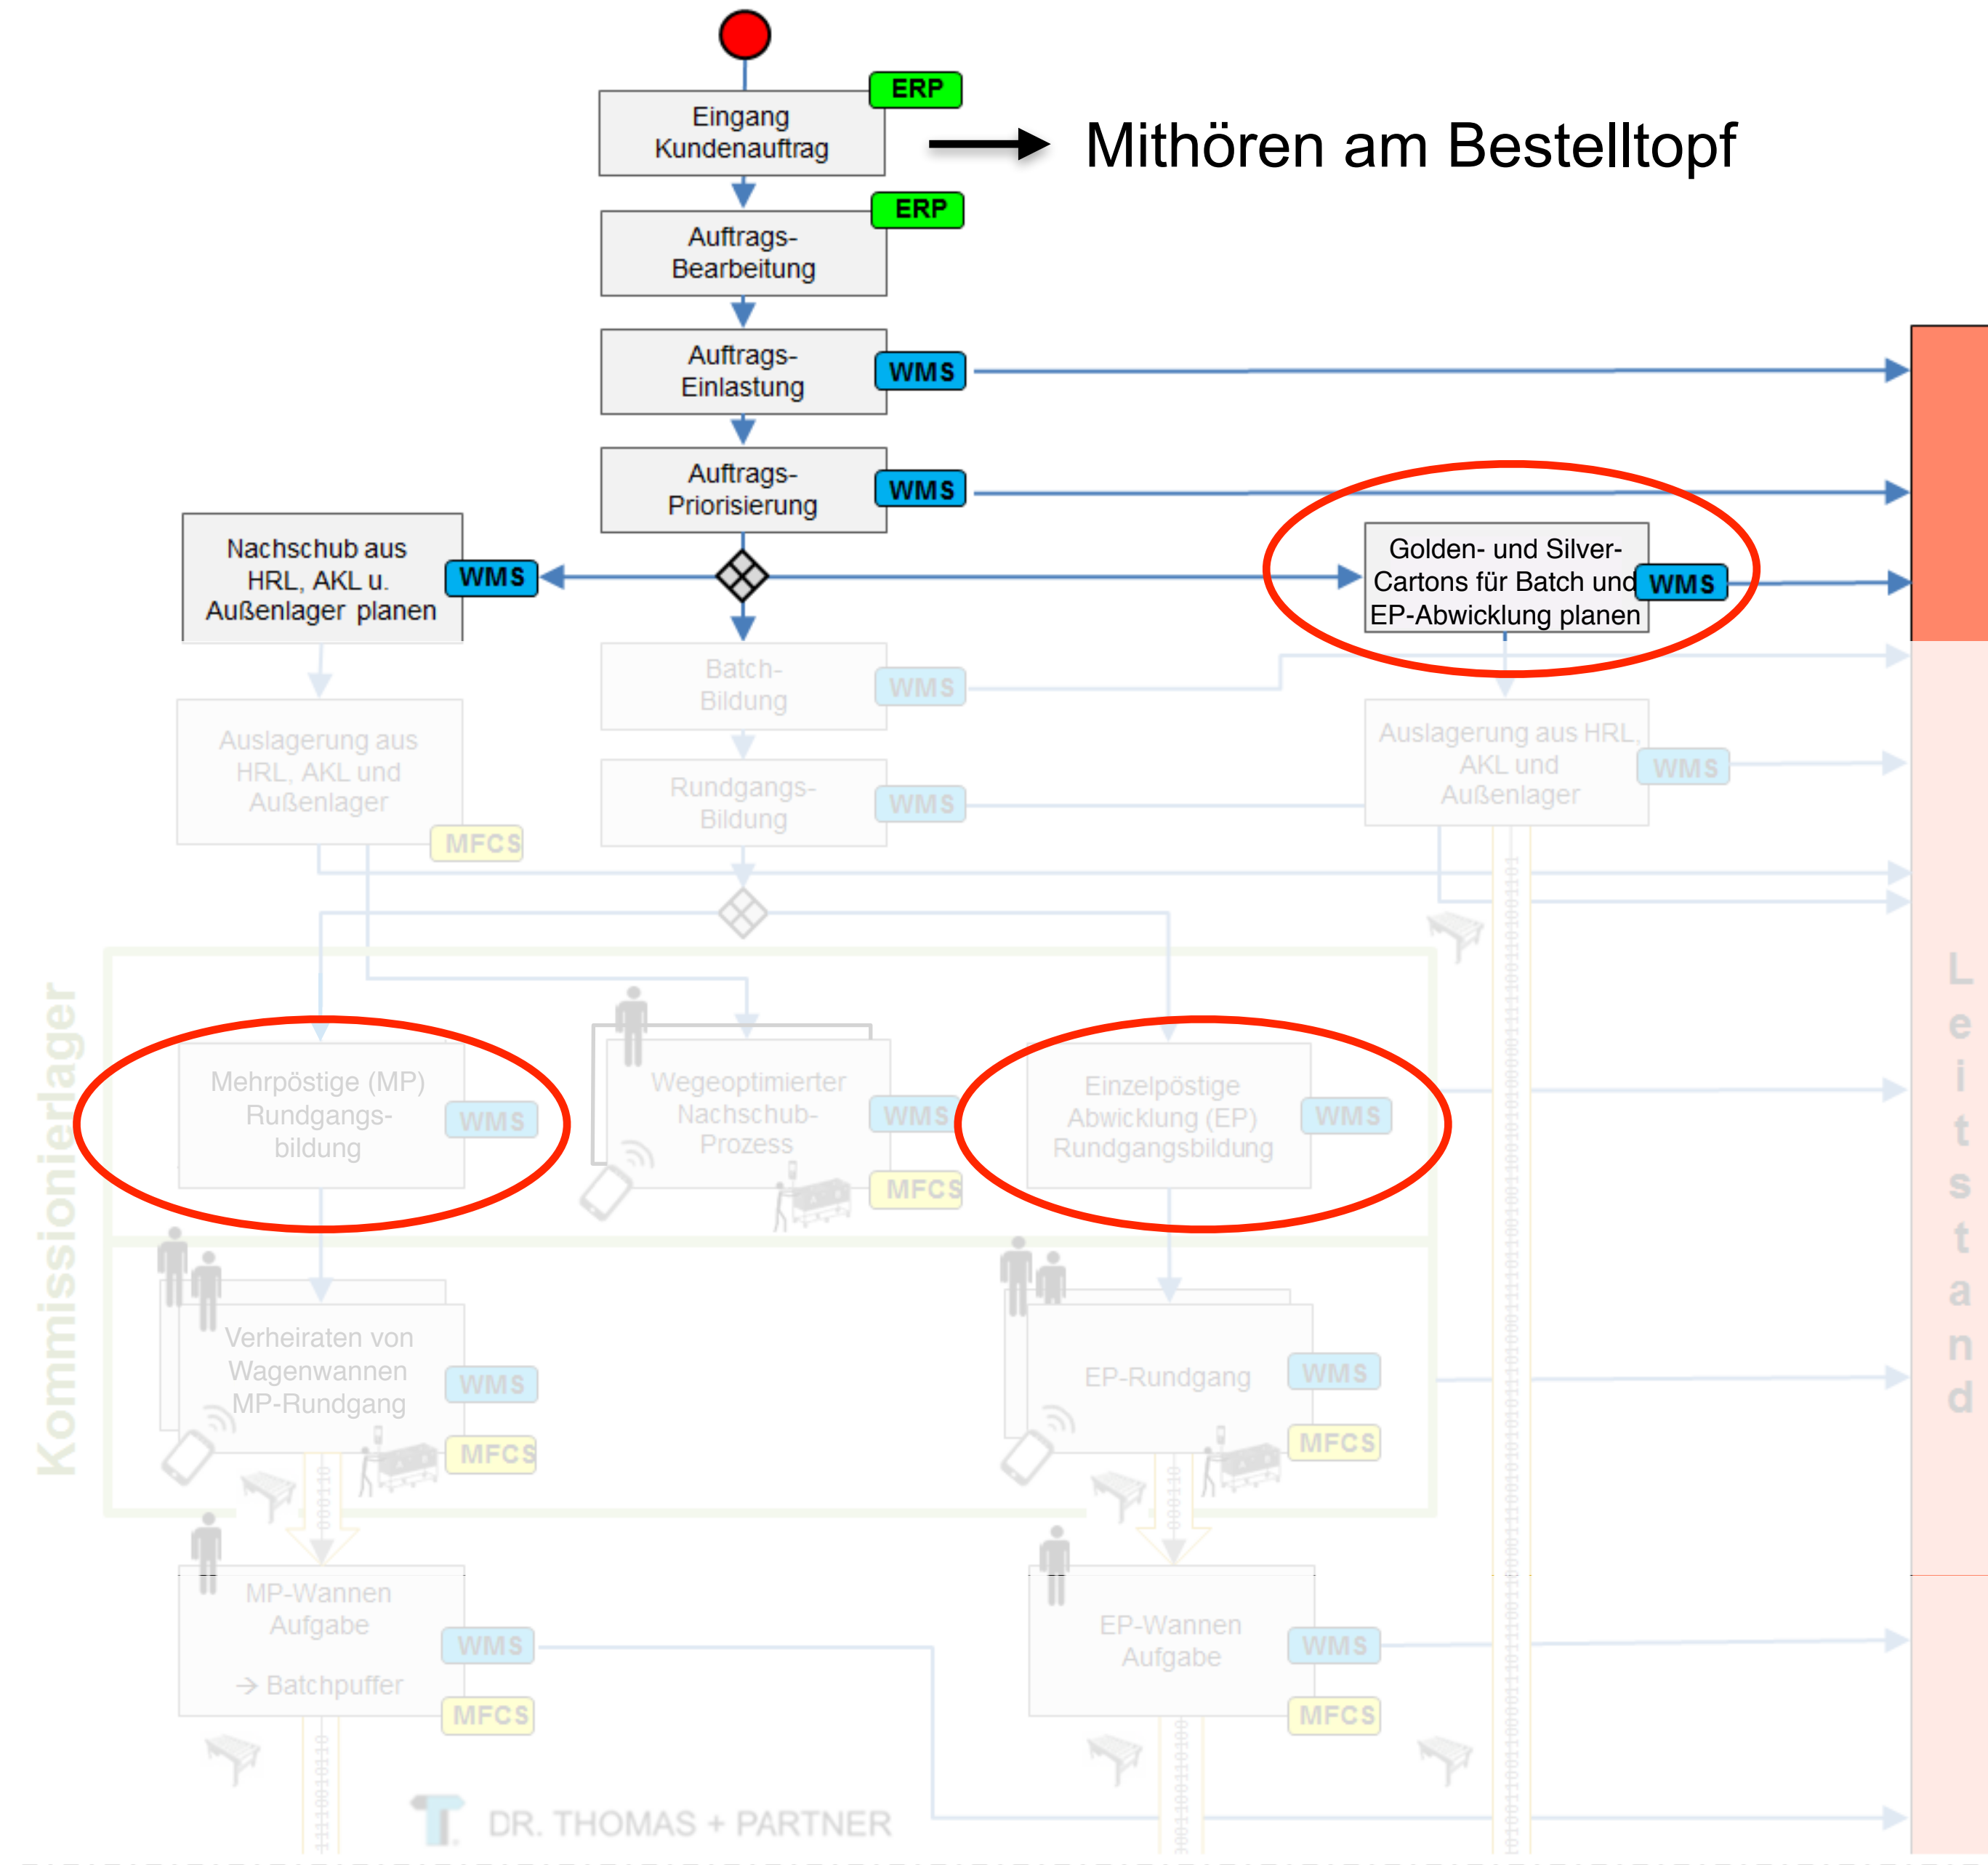 ERP
Eingang
Kundenauftrag
Mithören am Bestelltopf
ERP
Auftrags-
Bearbeitung
Auftrags-
Einlastung
WMS
Auftrags-
Priorisierung
WMS
Nachschub aus
HRL, AKL u.
Außenlager planen
WMS
Golden- und Silver-
Cartons für Batch und
EP-Abwicklung planen
WMS
Batch-
Bildung
WMS
Auslagerung aus
HRL, AKL und
Außenlager
MFCS
Rundgangs-
Bildung
WMS
Auslagerung aus HRL,
AKL und
Außenlager
WMS
Kommissionierlager
Leitstand
Mehrpöstige (MP)
Rundgangs-
bildung
WMS
Wegeoptimierter
Nachschub-
Prozess
WMS
MFCS
Einzelpöstige
Abwicklung (EP)
Rundgangsbildung
WMS
Verheiraten von
Wagenwannen
MP-Rundgang
WMS
MFCS
000110
EP-Rundgang
WMS
MFCS
000110
MP-Wannen
Aufgabe
→ Batchpuffer
WMS
MFCS
EP-Wannen
Aufgabe
WMS
MFCS
DR. THOMAS + PARTNER